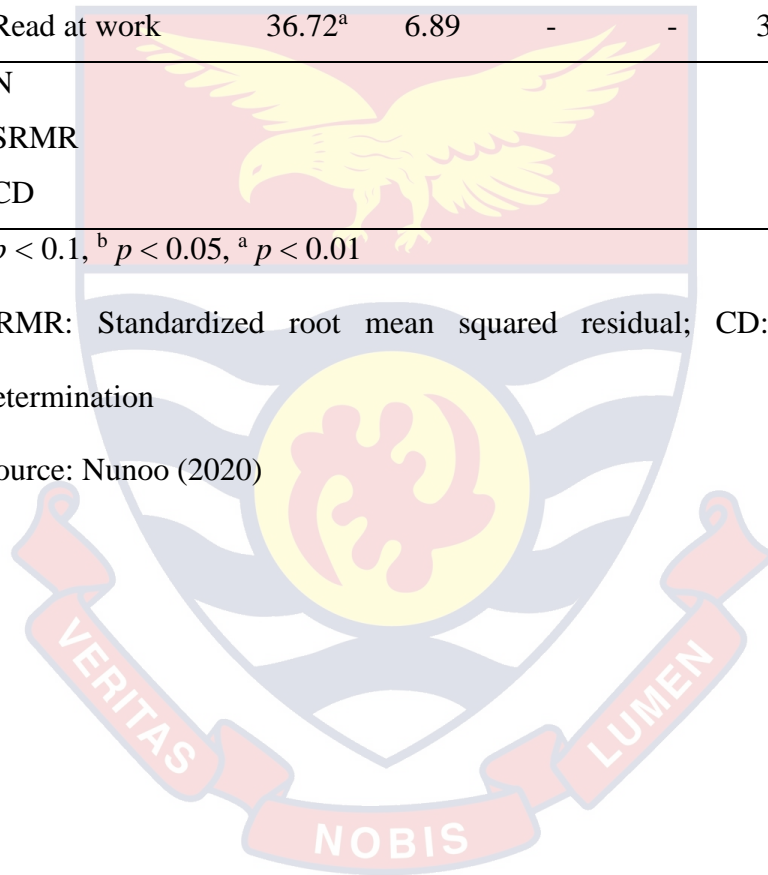 Read at work 36.72ᵃ 6.89 - - 3
N
SRMR
CD
p < 0.1, ᵇ p < 0.05, ᵃ p < 0.01
RMR: Standardized root mean squared residual; CD:
etermination
ource: Nunoo (2020)
VERITAS
NOBIS
LUMEN